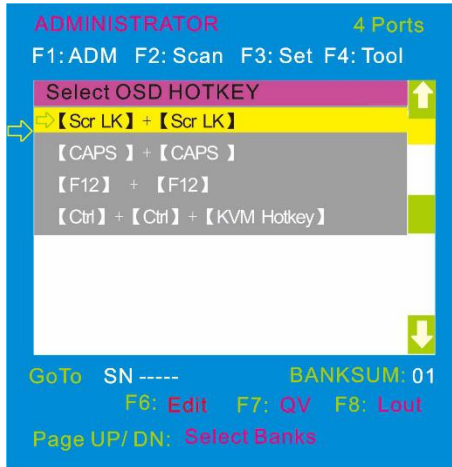 ADMINISTRATOR 4 Ports
F1: ADM F2: Scan F3: Set F4: Tool
Select OSD HOTKEY
【Scr LK】 + 【Scr LK】
【CAPS 】 + 【CAPS 】
【F12】 + 【F12】
【Ctrl】 + 【Ctrl】 + 【KVM Hotkey】
GoTo SN ----- BANKSUM: 01
F6: Edit F7: QV F8: Lout
Page UP/ DN: Select Banks